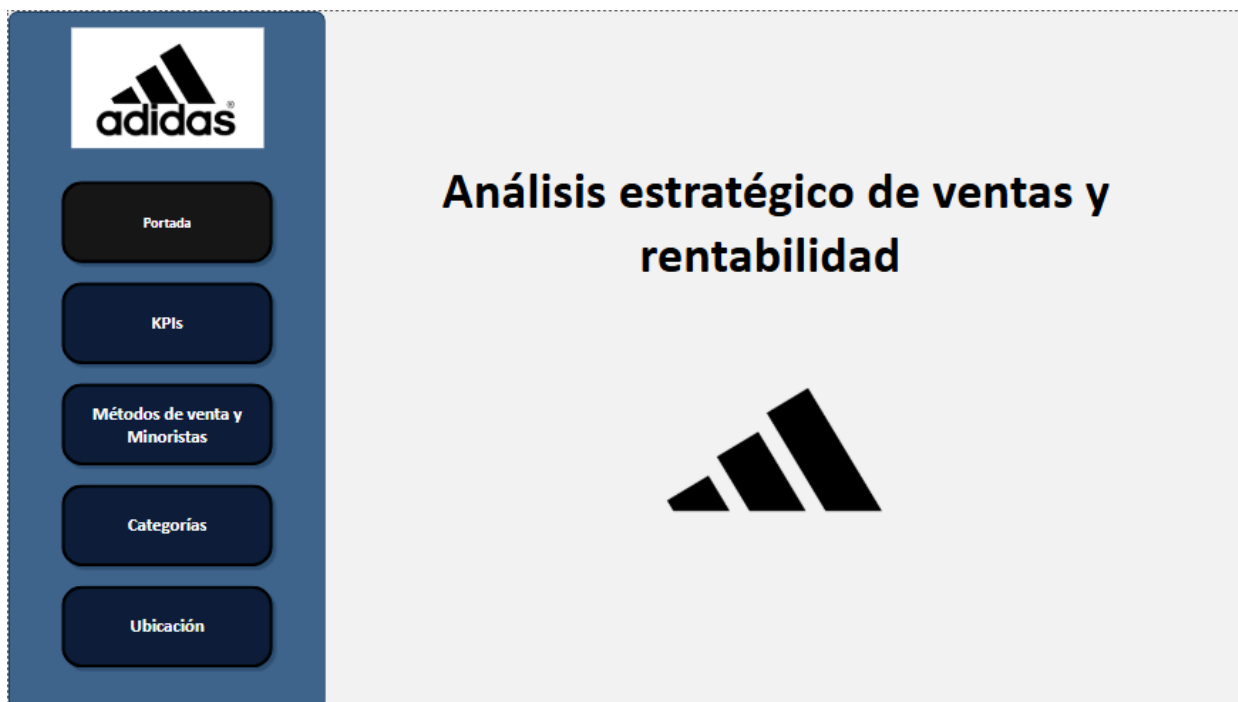 adidas®
Portada
KPIs
Métodos de venta y
Minoristas
Categorías
Ubicación
Análisis estratégico de ventas y
rentabilidad